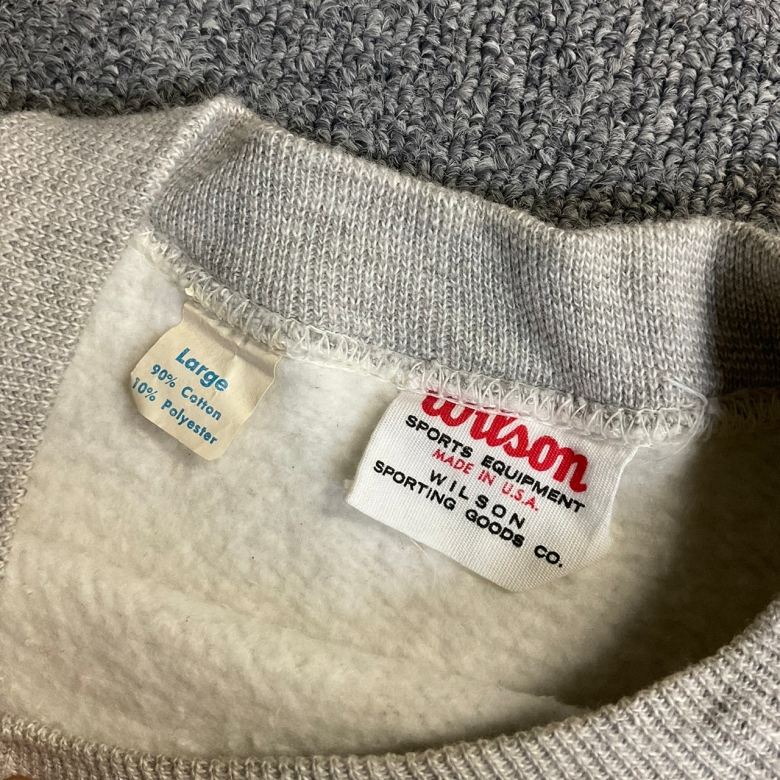 Large
90% Cotton
10% Polyester
Wilson
SPORTS EQUIPMENT
MADE IN U.S.A.
WILSON
SPORTING GOODS CO.